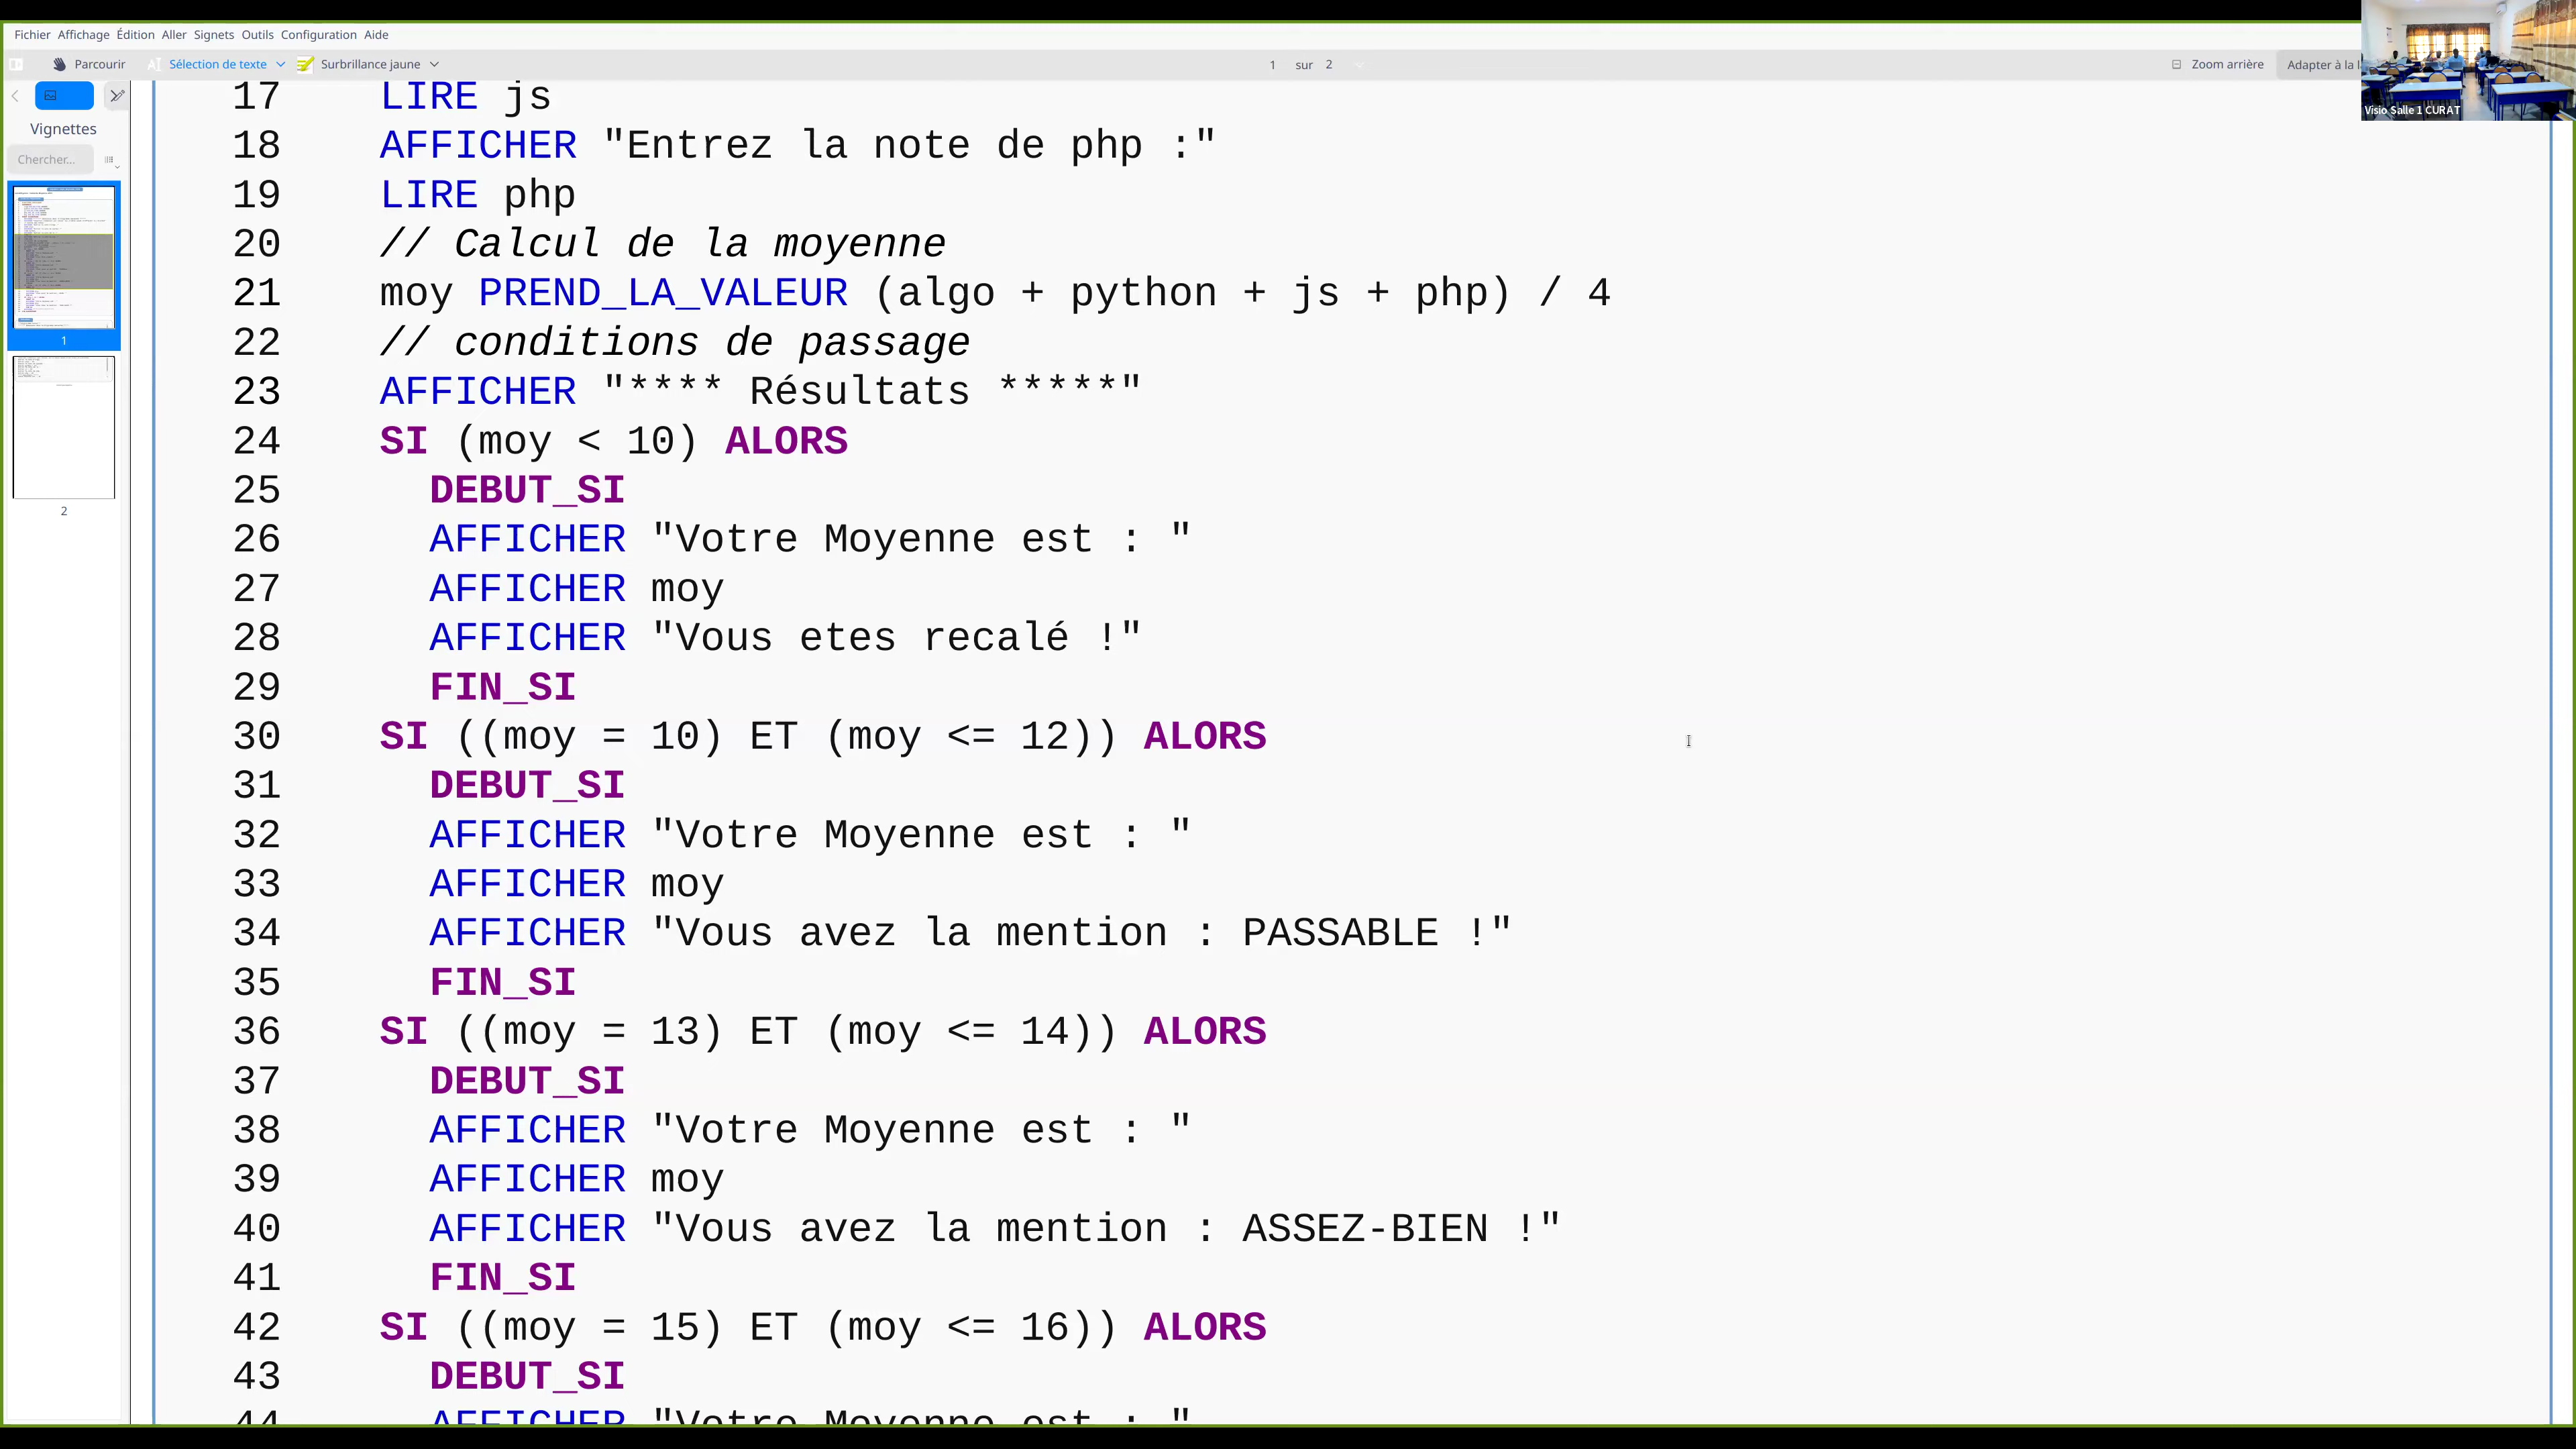 Fichier Affichage Édition Aller Signets Outils Configuration Aide
Parcourir Sélection de texte Surbrillance jaune 1 sur 2 Zoom arrière Adapter à la
Visio Salle 1 CURAT
Vignettes
Chercher...
1
2
17 LIRE js
18 AFFICHER "Entrez la note de php :"
19 LIRE php
20 // Calcul de la moyenne
21 moy PREND_LA_VALEUR (algo + python + js + php) / 4
22 // conditions de passage
23 AFFICHER "**** Résultats *****"
24 SI (moy < 10) ALORS
25 DEBUT_SI
26 AFFICHER "Votre Moyenne est : "
27 AFFICHER moy
28 AFFICHER "Vous etes recalé !"
29 FIN_SI
30 SI ((moy = 10) ET (moy <= 12)) ALORS
31 DEBUT_SI
32 AFFICHER "Votre Moyenne est : "
33 AFFICHER moy
34 AFFICHER "Vous avez la mention : PASSABLE !"
35 FIN_SI
36 SI ((moy = 13) ET (moy <= 14)) ALORS
37 DEBUT_SI
38 AFFICHER "Votre Moyenne est : "
39 AFFICHER moy
40 AFFICHER "Vous avez la mention : ASSEZ-BIEN !"
41 FIN_SI
42 SI ((moy = 15) ET (moy <= 16)) ALORS
43 DEBUT_SI
44 AFFICHER "Votre Moyenne est : "